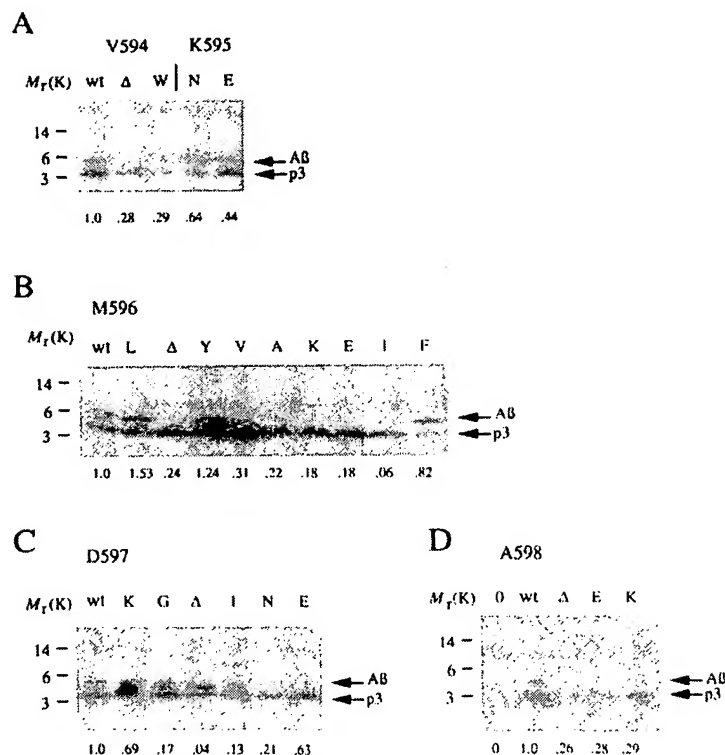 A
V594 K595
Mr(K) wt Δ W N E
14
6 Aβ
3 p3
1.0 .28 .29 .64 .44
B
M596
Mr(K) wt L Δ Y V A K E I F
14
6 Aβ
3 p3
1.0 1.53 .24 1.24 .31 .22 .18 .18 .06 .82
C
D597
Mr(K) wt K G Δ I N E
14
6 Aβ
3 p3
1.0 .69 .17 .04 .13 .21 .63
D
A598
Mr(K) 0 wt Δ E K
14
6 Aβ
3 p3
0 1.0 .26 .28 .29